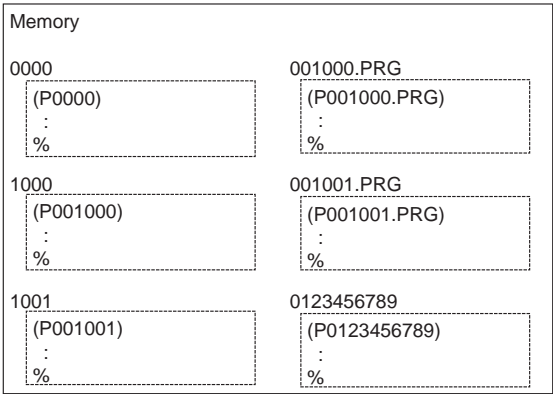 Memory
0000
(P0000)
:
%
1000
(P001000)
:
%
1001
(P001001)
:
%
001000.PRG
(P001000.PRG)
:
%
001001.PRG
(P001001.PRG)
:
%
0123456789
(P0123456789)
:
%